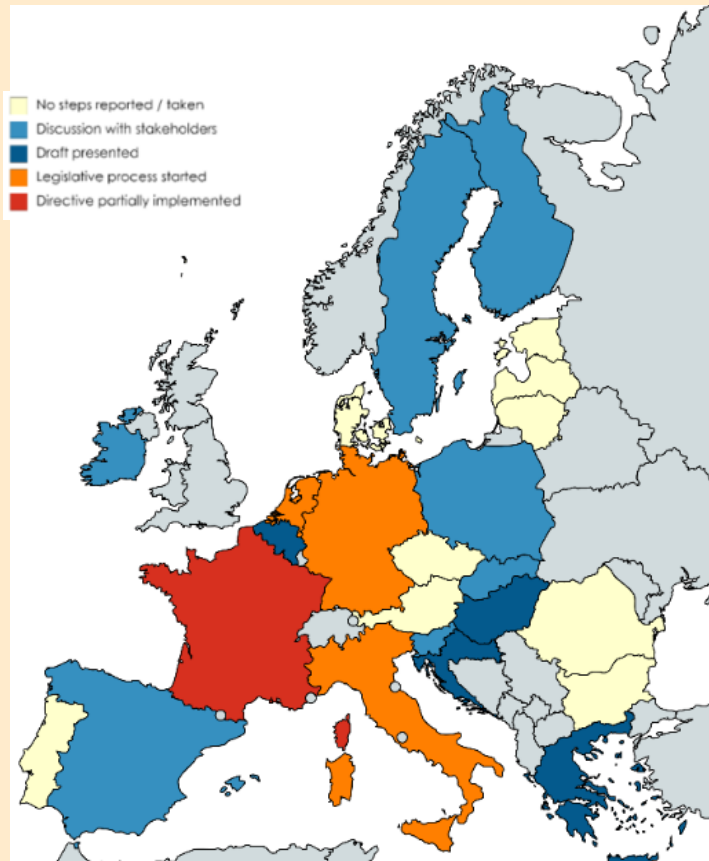 No steps reported / taken
Discussion with stakeholders
Draft presented
Legislative process started
Directive partially implemented